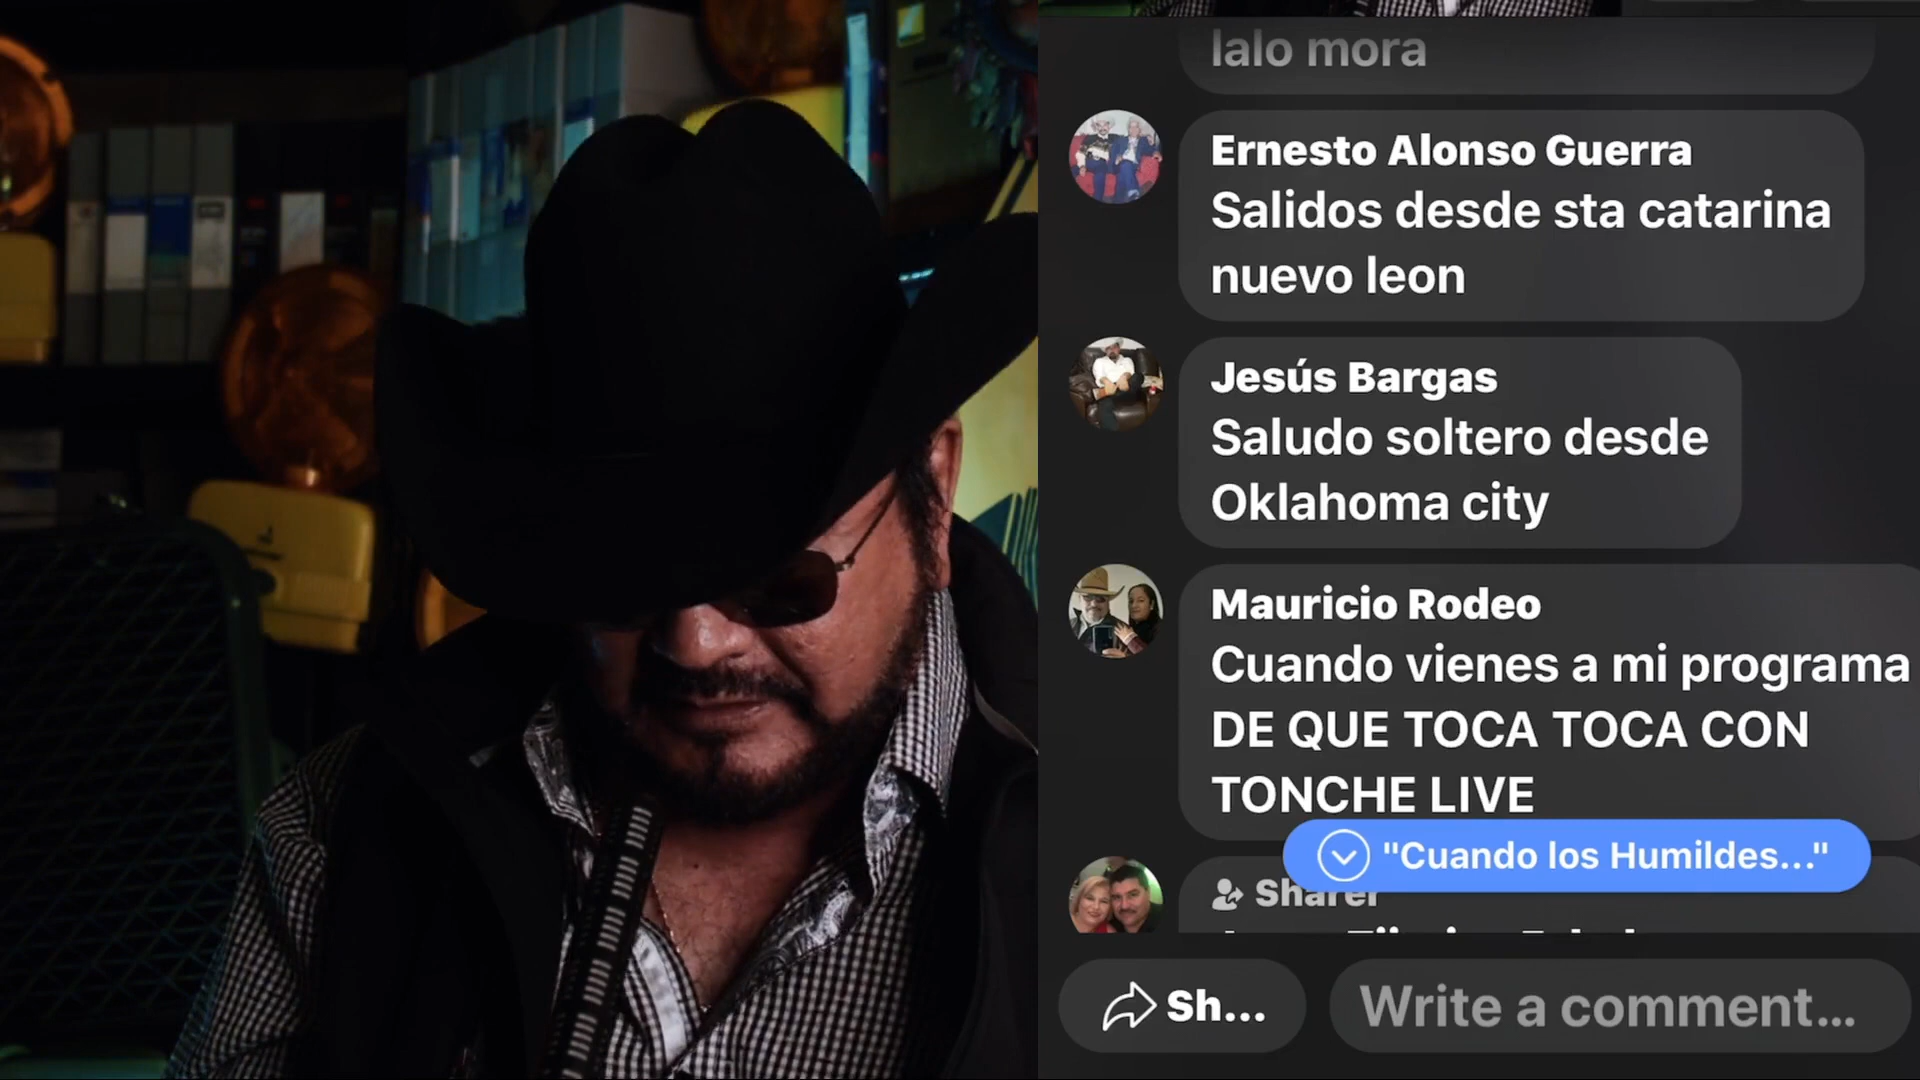 lalo mora
Ernesto Alonso Guerra
Salidos desde sta catarina
nuevo leon
Jesús Bargas
Saludo soltero desde
Oklahoma city
Mauricio Rodeo
Cuando vienes a mi programa
DE QUE TOCA TOCA CON
TONCHE LIVE
"Cuando los Humildes..."
Sharer
Sh...
Write a comment...